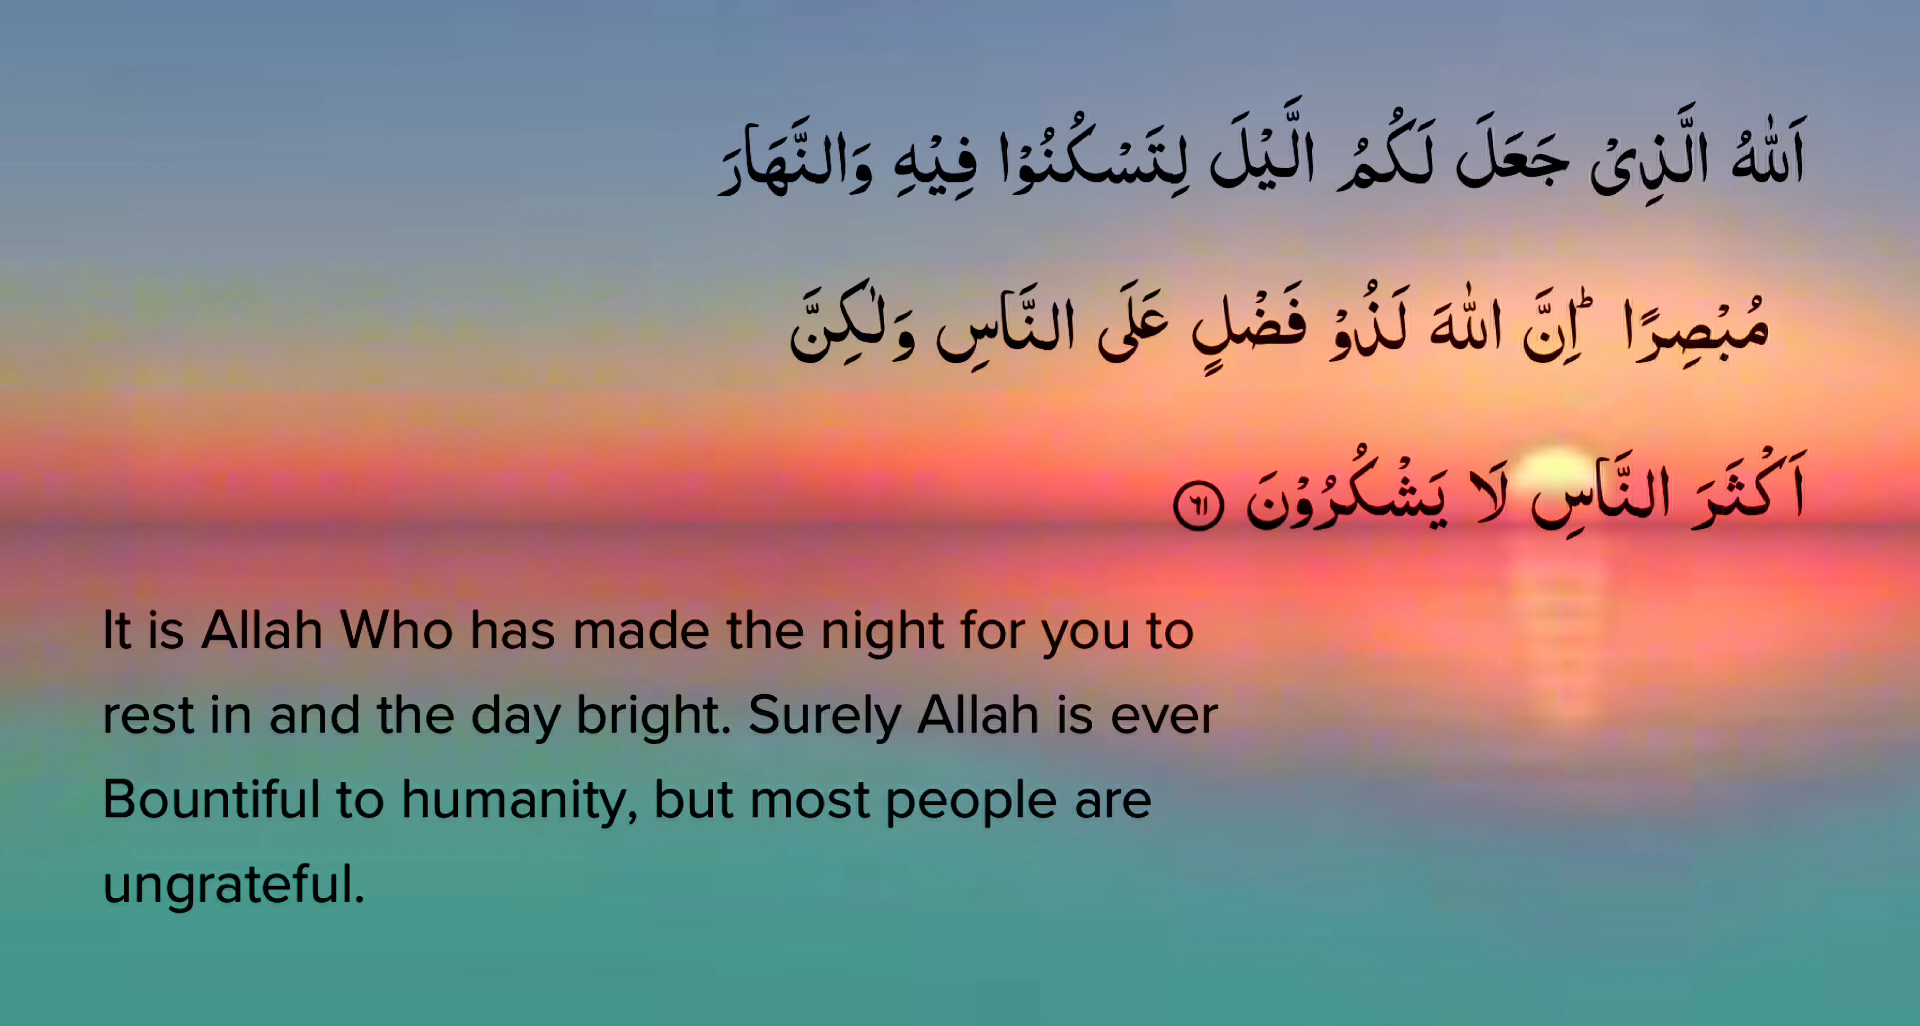 اَللّٰهُ الَّذِیْ جَعَلَ لَكُمُ الَّیْلَ لِتَسْكُنُوْا فِیْهِ وَالنَّهَارَ
مُبْصِرًا ؕ اِنَّ اللّٰهَ لَذُوْ فَضْلٍ عَلَی النَّاسِ وَلٰكِنَّ
اَكْثَرَ النَّاسِ لَا یَشْكُرُوْنَ ۝۶۱
It is Allah Who has made the night for you to
rest in and the day bright. Surely Allah is ever
Bountiful to humanity, but most people are
ungrateful.